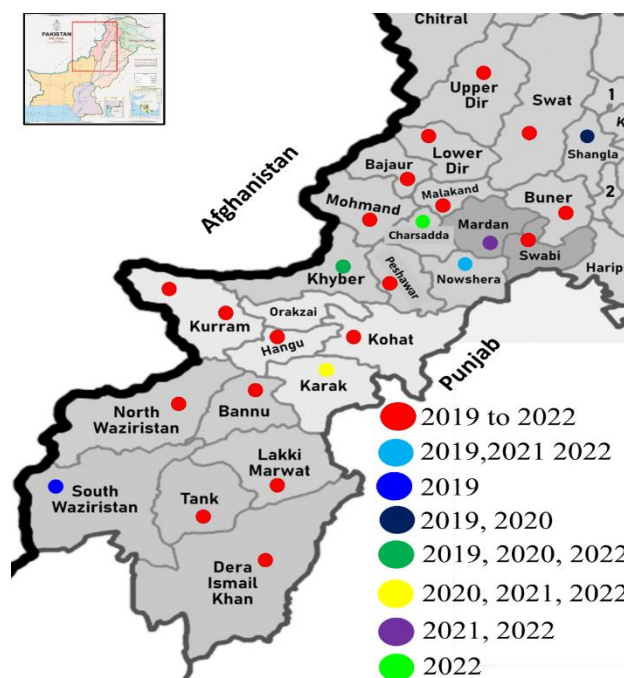 PAKISTAN
Chitral
Upper
Dir
Swat
1
Shangla
Lower
Dir
Bajaur
Malakand
Buner
2
Mohmand
Mardan
Charsadda
Swabi
Afghanistan
Khyber
Peshawar
Nowshera
Harip
Orakzai
Kurram
Hangu
Kohat
Punjab
Karak
North
Waziristan
Bannu
Lakki
Marwat
South
Waziristan
Tank
Dera
Ismail
Khan
2019 to 2022
2019,2021 2022
2019
2019, 2020
2019, 2020, 2022
2020, 2021, 2022
2021, 2022
2022